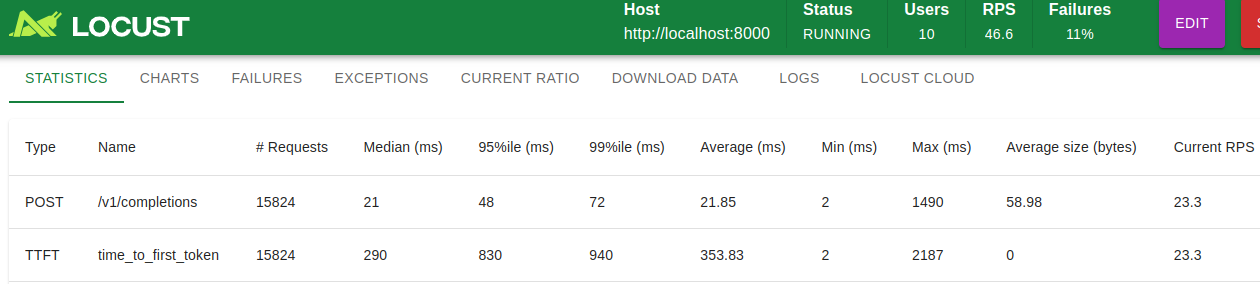 LOCUST
Host Status Users RPS Failures
http://localhost:8000 RUNNING 10 46.6 11%
EDIT
STATISTICS CHARTS FAILURES EXCEPTIONS CURRENT RATIO DOWNLOAD DATA LOGS LOCUST CLOUD
Type Name # Requests Median (ms) 95%ile (ms) 99%ile (ms) Average (ms) Min (ms) Max (ms) Average size (bytes) Current RPS
POST /v1/completions 15824 21 48 72 21.85 2 1490 58.98 23.3
TTFT time_to_first_token 15824 290 830 940 353.83 2 2187 0 23.3